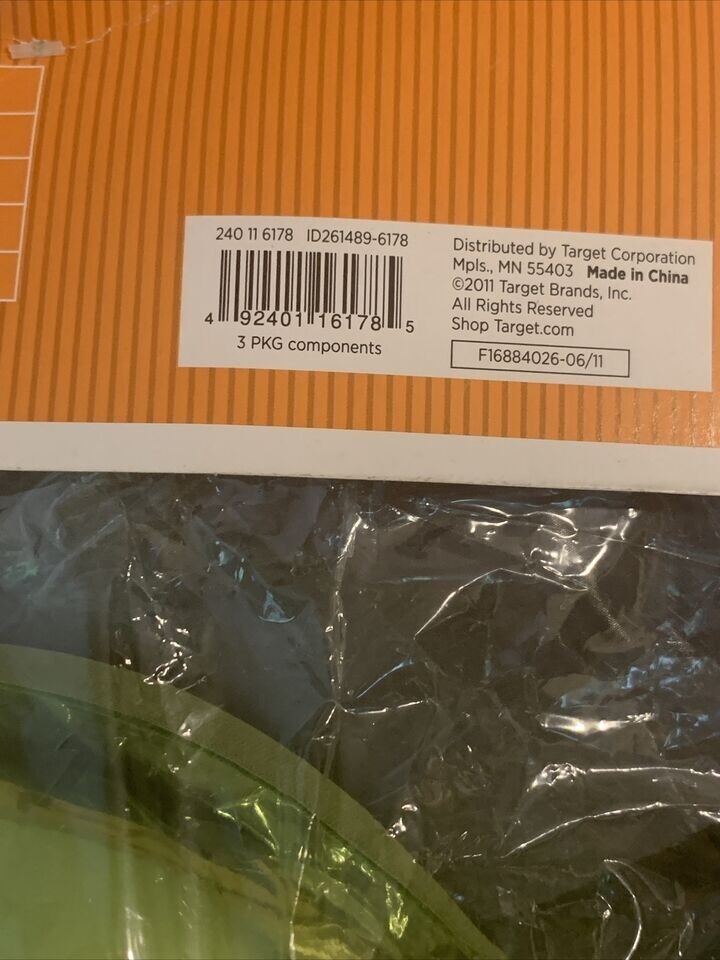 240 11 6178 ID261489-6178
4 92401 16178 5
3 PKG components
Distributed by Target Corporation
Mpls., MN 55403 Made in China
©2011 Target Brands, Inc.
All Rights Reserved
Shop Target.com
F16884026-06/11